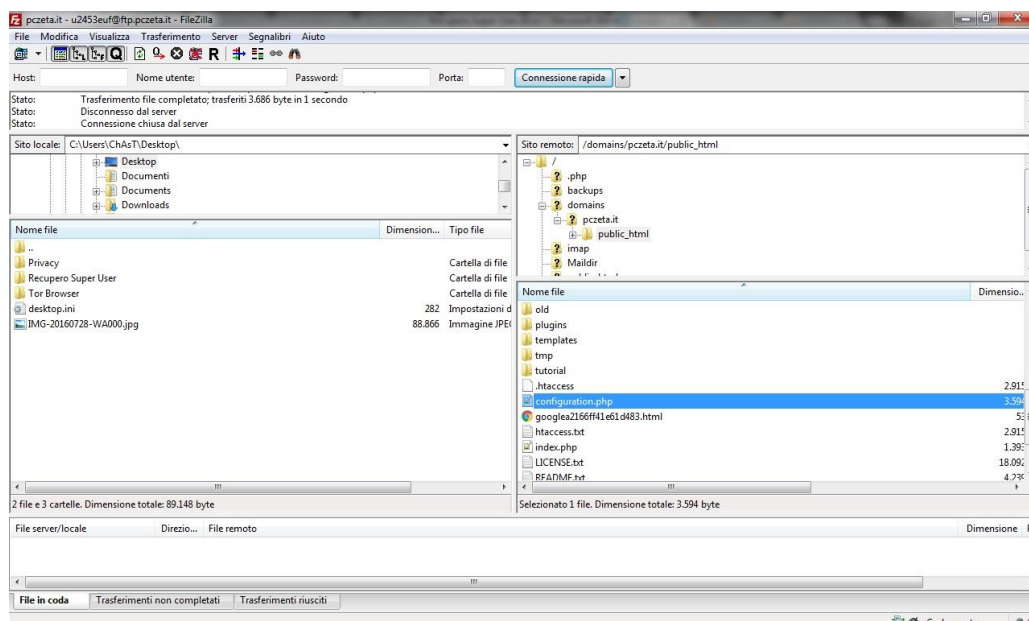 pczeta.it - u2453euf@ftp.pczeta.it - FileZilla
File Modifica Visualizza Trasferimento Server Segnalibri Aiuto
Host: Nome utente: Password: Porta: Connessione rapida
Stato: Trasferimento file completato; trasferiti 3.686 byte in 1 secondo
Stato: Disconnesso dal server
Stato: Connessione chiusa dal server
Sito locale: C:\Users\ChAsT\Desktop\
Desktop
Documenti
Documents
Downloads
Nome file Dimension... Tipo file
..
Privacy Cartella di file
Recupero Super User Cartella di file
Tor Browser Cartella di file
desktop.ini 282 Impostazioni d
IMG-20160728-WA000.jpg 88.866 Immagine JPE
2 file e 3 cartelle. Dimensione totale: 89.148 byte
Sito remoto: /domains/pczeta.it/public_html
/
.php
backups
domains
pczeta.it
public_html
imap
Maildir
Nome file Dimensio...
old
plugins
templates
tmp
tutorial
.htaccess 2.915
configuration.php 3.594
googlea2166ff41e61d483.html 53
htaccess.txt 2.915
index.php 1.393
LICENSE.txt 18.092
README.txt 4.239
Selezionato 1 file. Dimensione totale: 3.594 byte
File server/locale Direzio... File remoto Dimensione
File in coda Trasferimenti non completati Trasferimenti riusciti